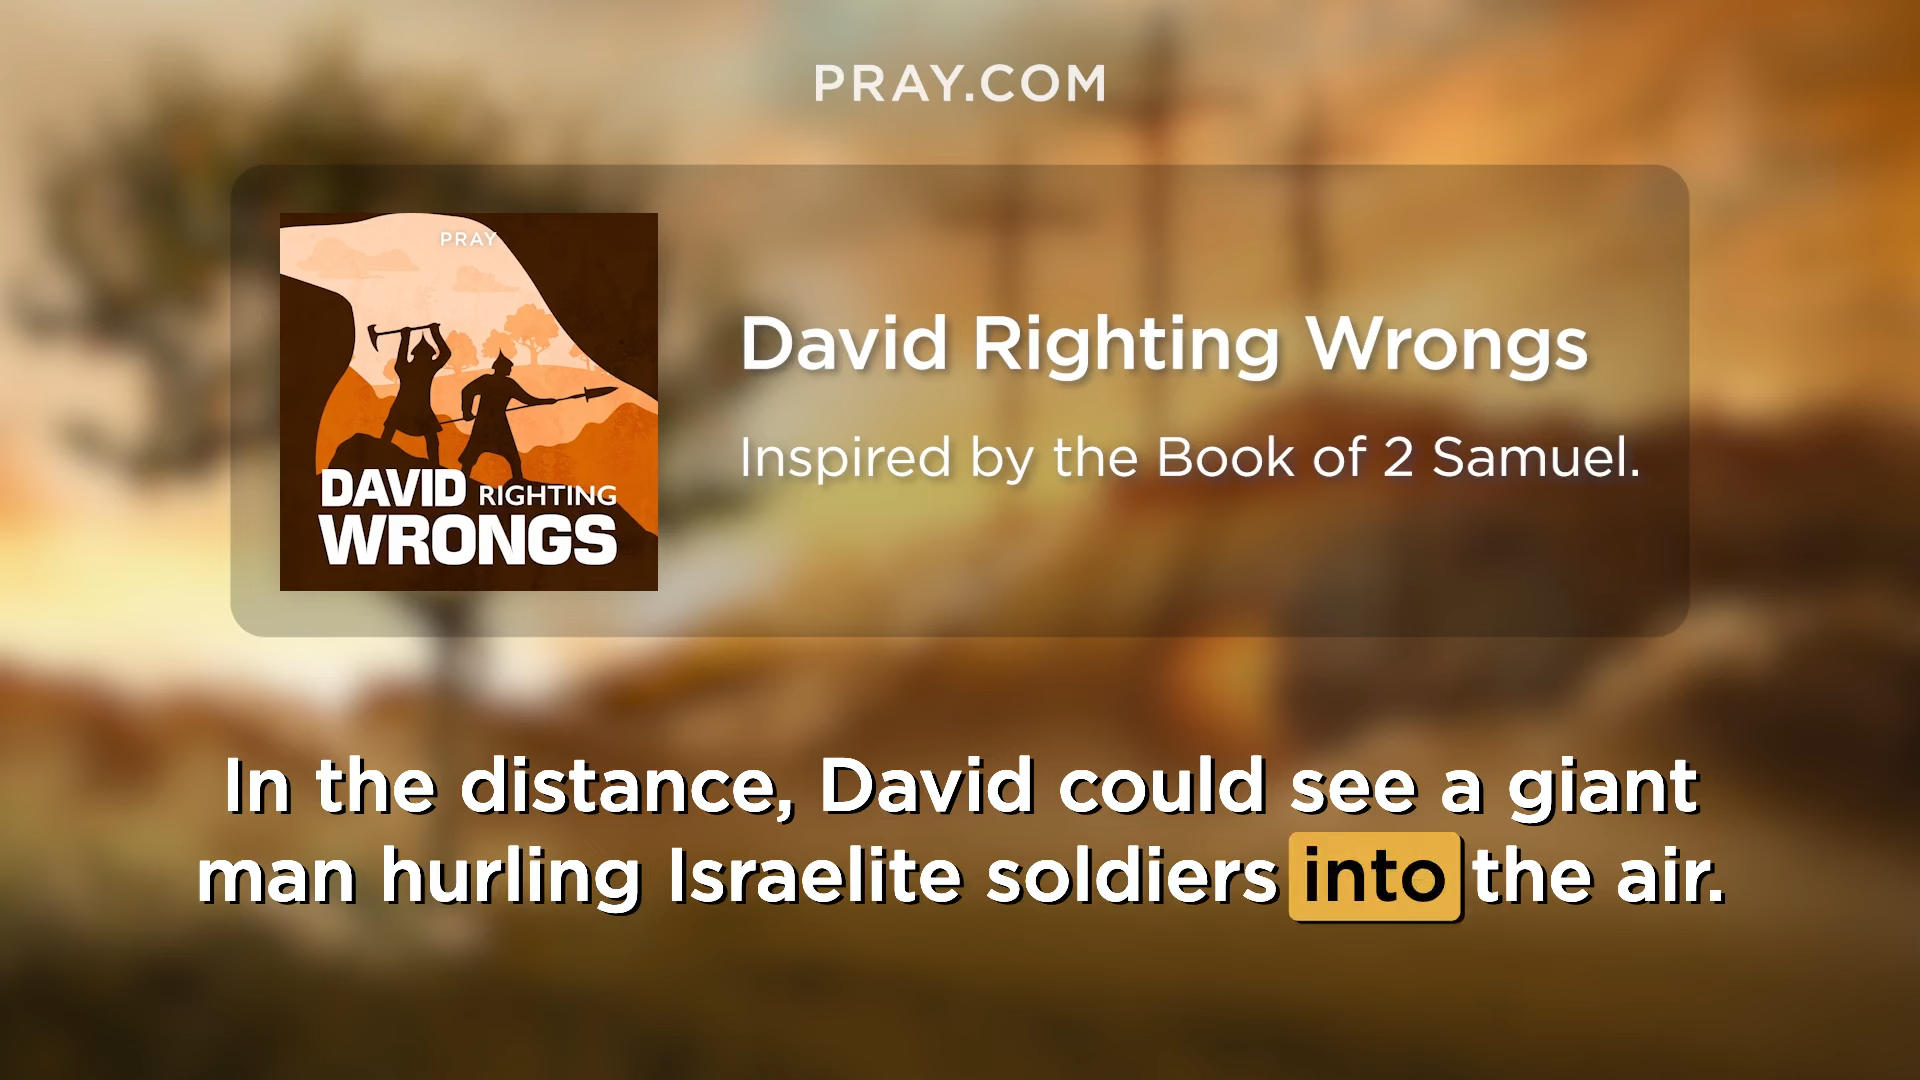 PRAY.COM
PRAY
DAVID RIGHTING
WRONGS
David Righting Wrongs
Inspired by the Book of 2 Samuel.
In the distance, David could see a giant
man hurling Israelite soldiers into the air.